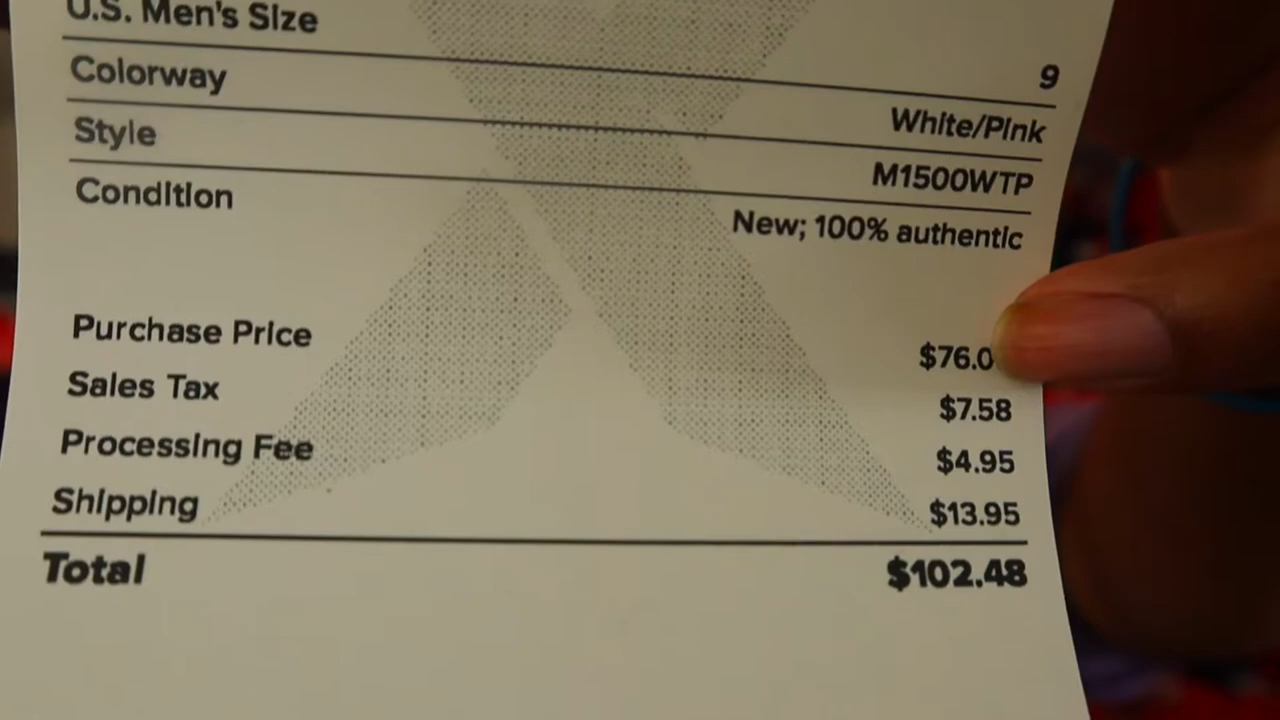 U.S. Men's Size
9
Colorway
White/Pink
Style
M1500WTP
Condition
New; 100% authentic
Purchase Price
$76.0
Sales Tax
$7.58
Processing Fee
$4.95
Shipping
$13.95
Total
$102.48